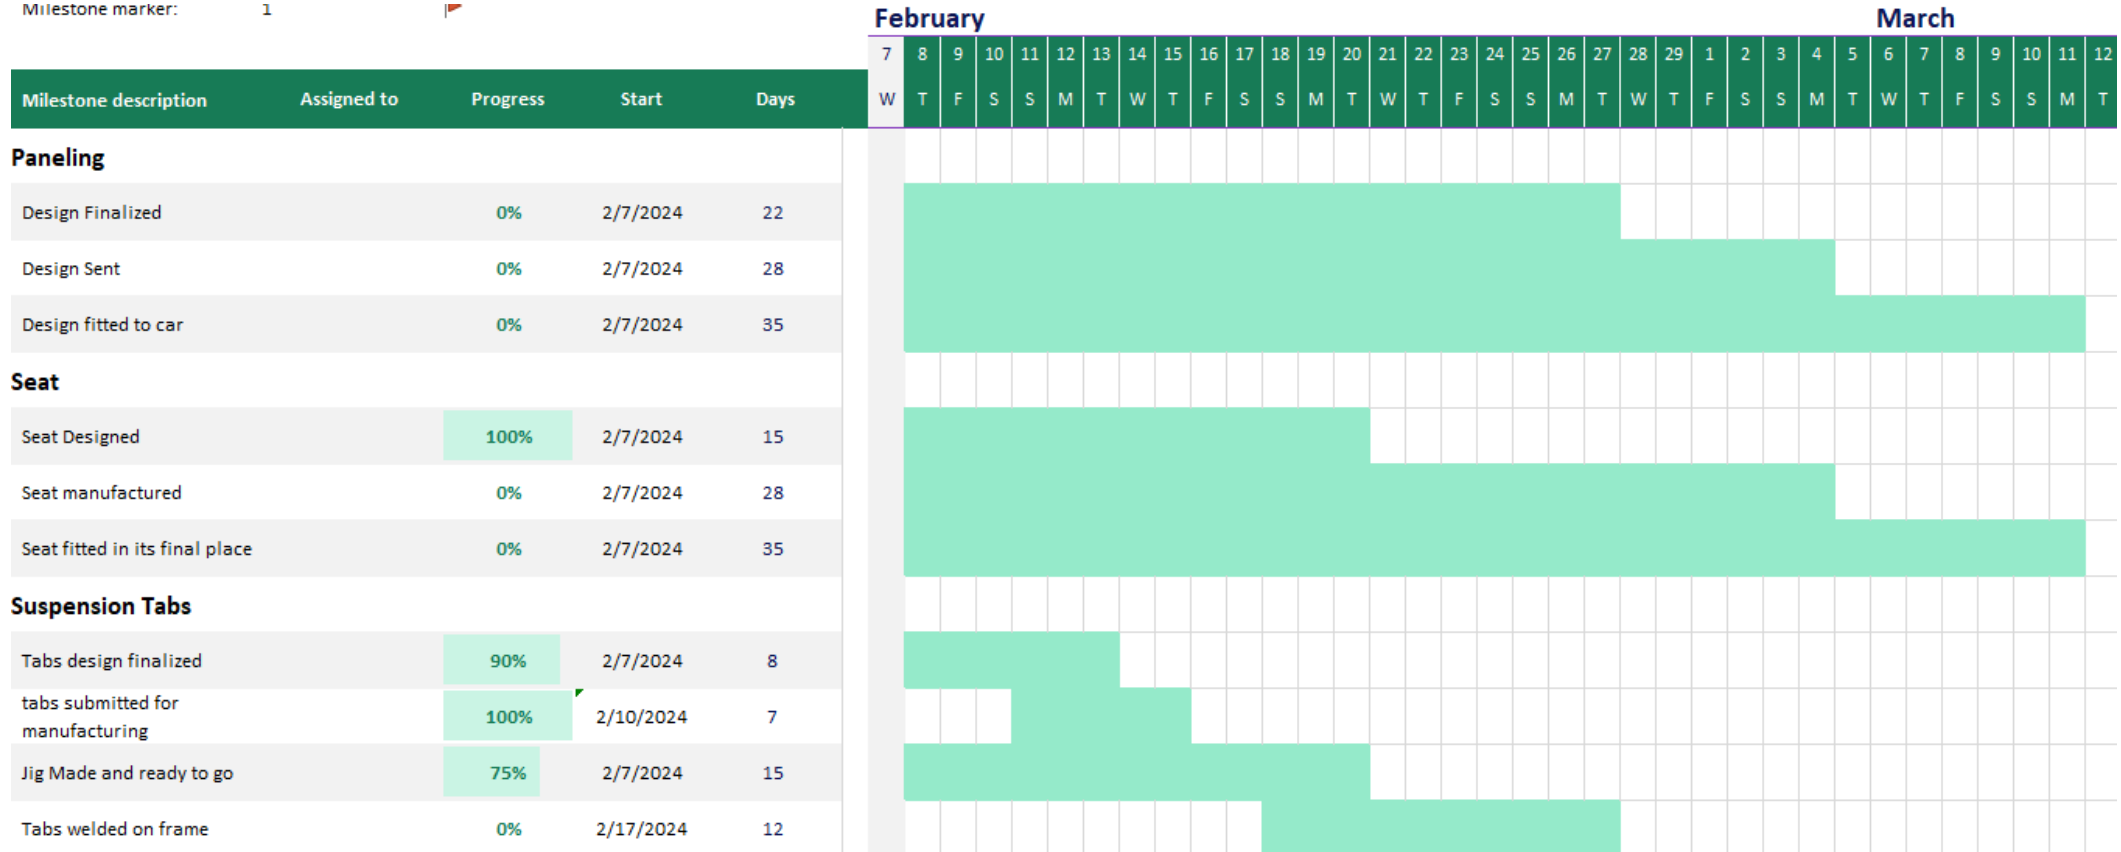 Milestone marker: 1
February March
7 8 9 10 11 12 13 14 15 16 17 18 19 20 21 22 23 24 25 26 27 28 29 1 2 3 4 5 6 7 8 9 10 11 12
Milestone description Assigned to Progress Start Days W T F S S M T W T F S S M T W T F S S M T W T F S S M T W T F S S M T
Paneling
Design Finalized 0% 2/7/2024 22
Design Sent 0% 2/7/2024 28
Design fitted to car 0% 2/7/2024 35
Seat
Seat Designed 100% 2/7/2024 15
Seat manufactured 0% 2/7/2024 28
Seat fitted in its final place 0% 2/7/2024 35
Suspension Tabs
Tabs design finalized 90% 2/7/2024 8
tabs submitted for
manufacturing 100% 2/10/2024 7
Jig Made and ready to go 75% 2/7/2024 15
Tabs welded on frame 0% 2/17/2024 12